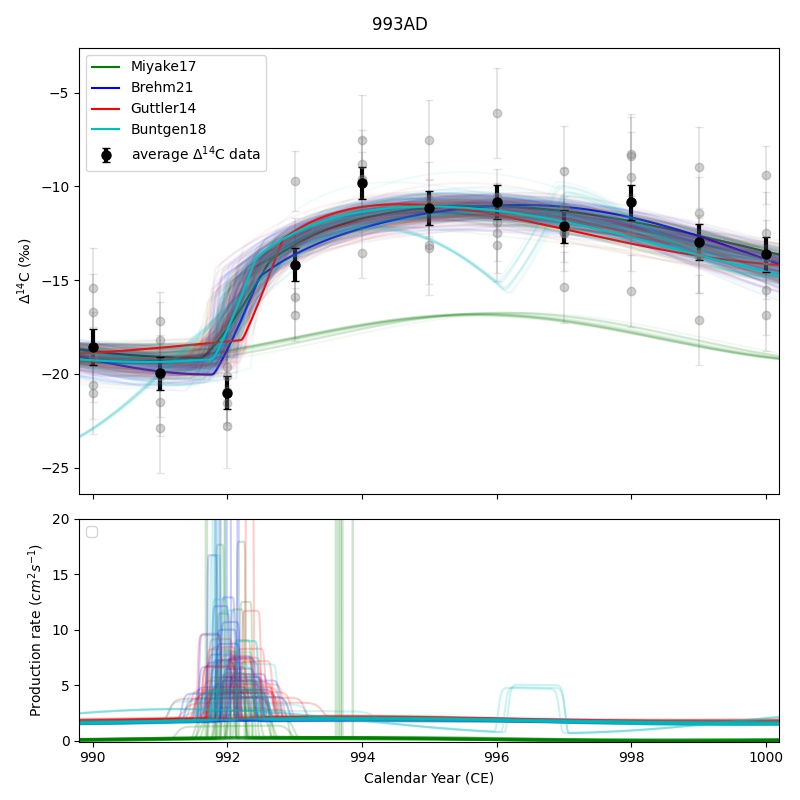 993AD
Miyake17
Brehm21
Guttler14
Buntgen18
average Δ¹⁴C data
Δ¹⁴C (‰)
−5
−10
−15
−20
−25
Production rate (cm²s⁻¹)
20
15
10
5
0
990
992
994
996
998
1000
Calendar Year (CE)